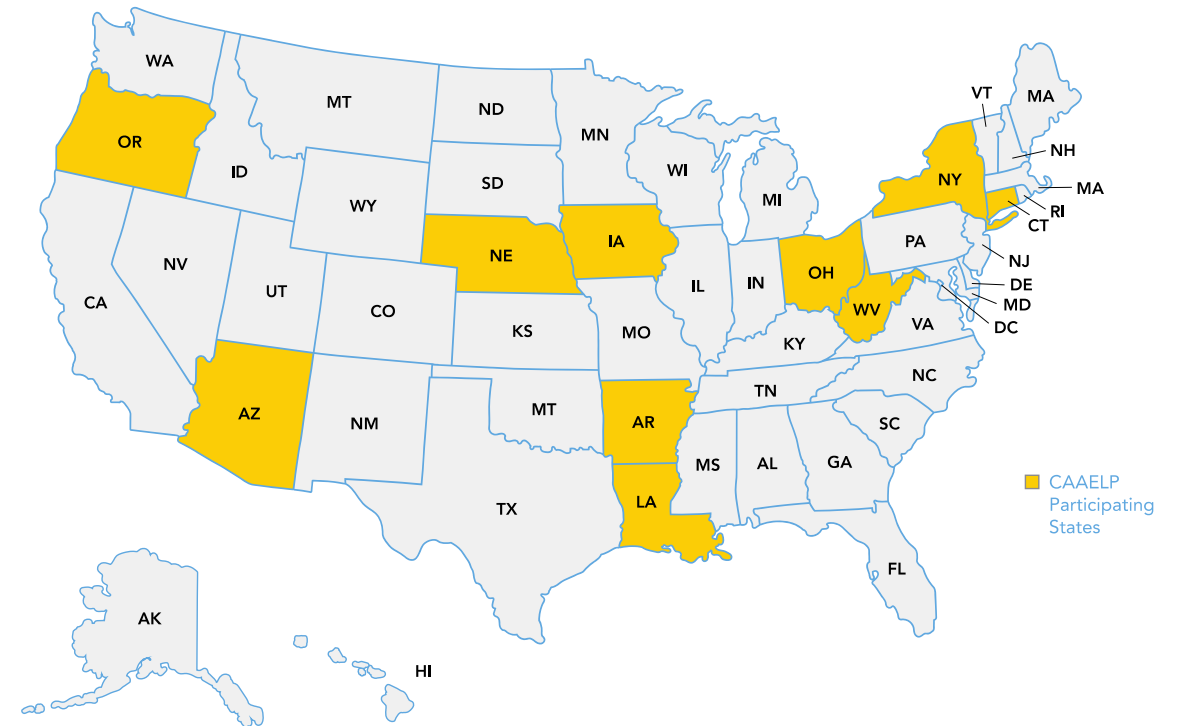 WA
MT
ND
MN
VT
MA
OR
ID
SD
WI
MI
NY
NH
MA
RI
CT
WY
NE
IA
PA
NJ
DE
MD
DC
NV
UT
CO
CA
KS
MO
IL
IN
OH
WV
VA
KY
NC
TN
SC
AZ
NM
MT
AR
MS
AL
GA
TX
LA
FL
CAAELP
Participating
States
AK
HI